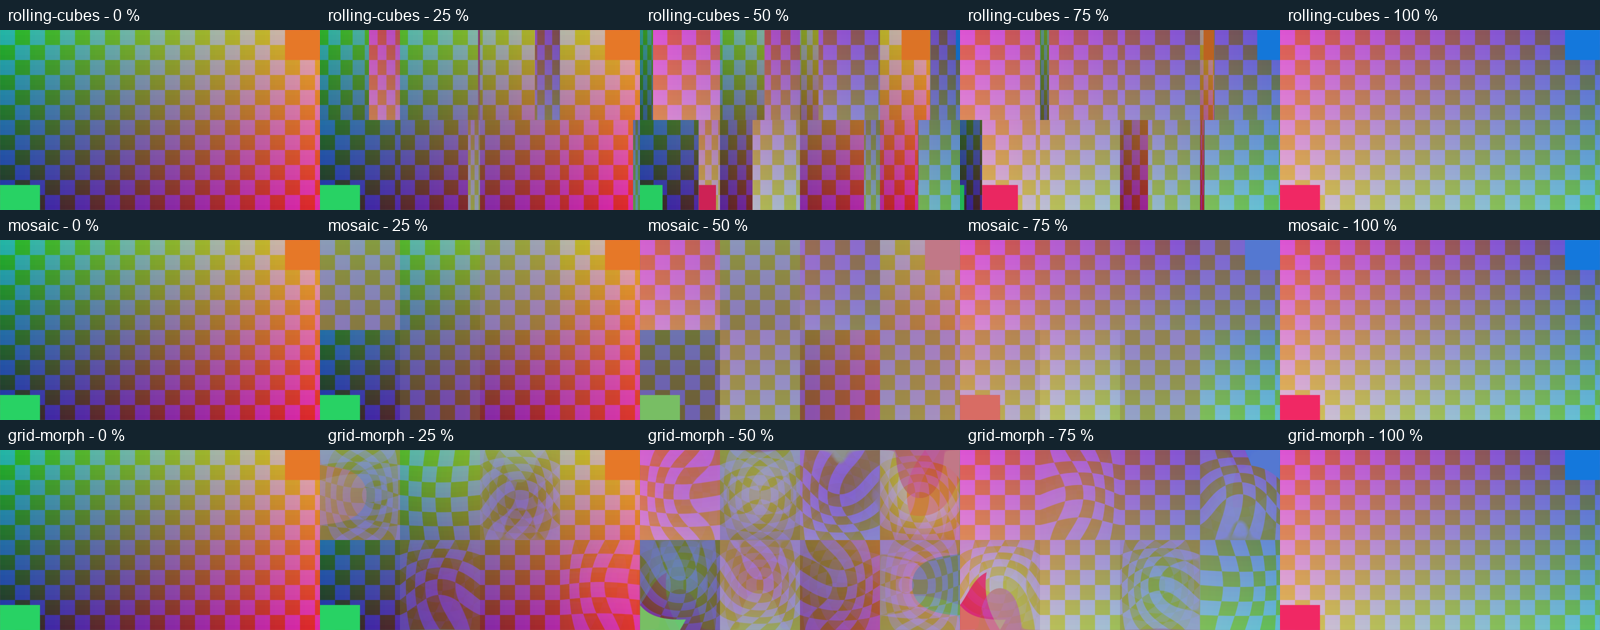 rolling-cubes - 0 %
rolling-cubes - 25 %
rolling-cubes - 50 %
rolling-cubes - 75 %
rolling-cubes - 100 %
mosaic - 0 %
mosaic - 25 %
mosaic - 50 %
mosaic - 75 %
mosaic - 100 %
grid-morph - 0 %
grid-morph - 25 %
grid-morph - 50 %
grid-morph - 75 %
grid-morph - 100 %